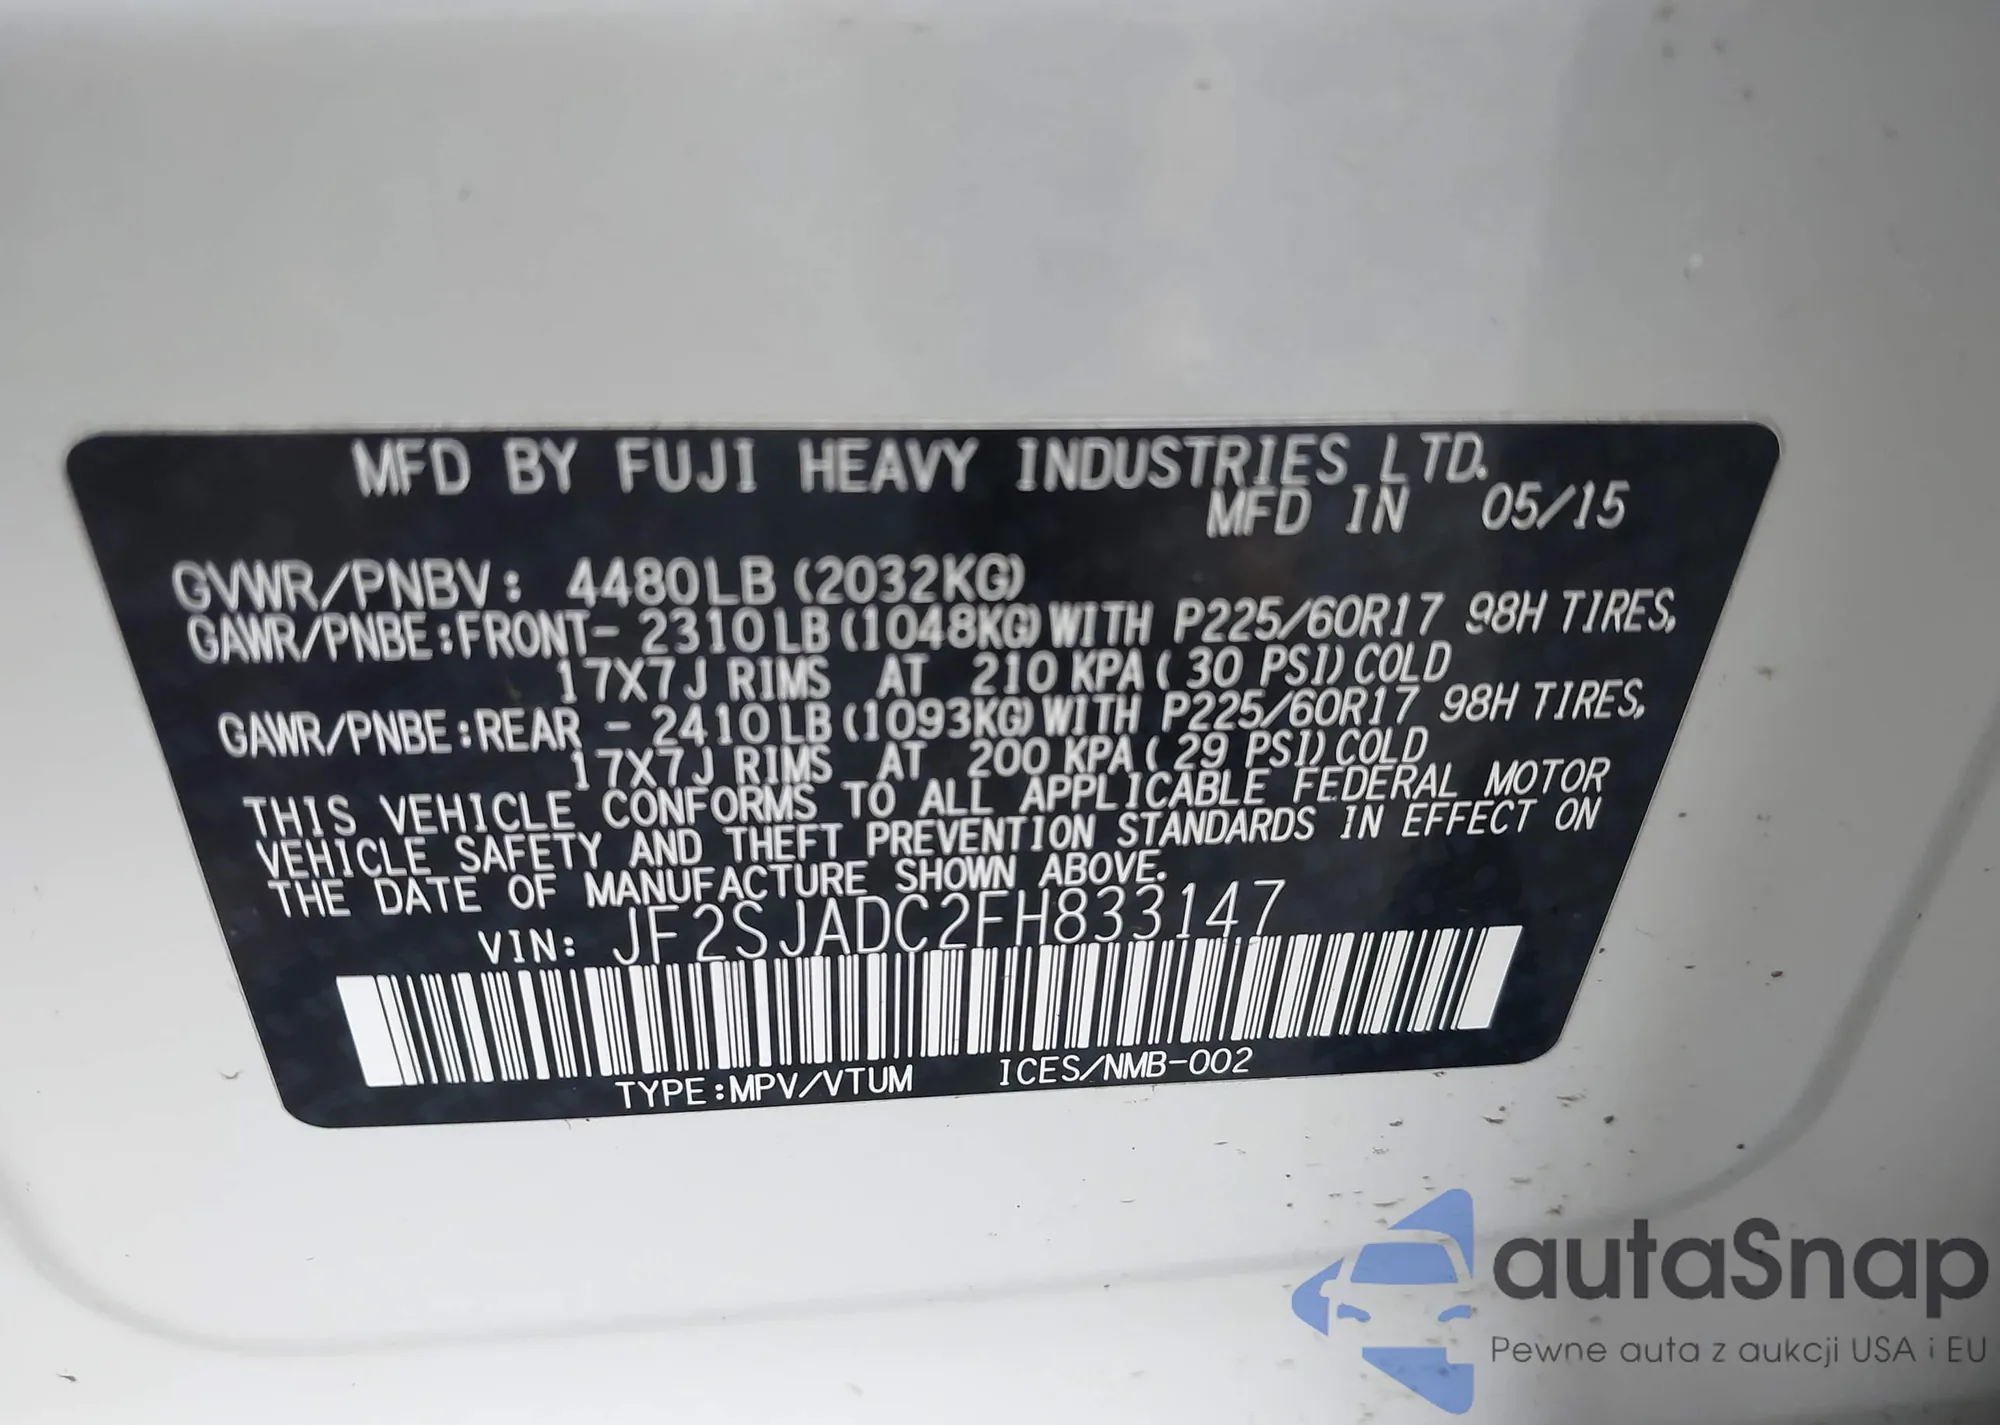 MFD BY FUJI HEAVY INDUSTRIES LTD.
MFD IN 05/15
GVWR/PNBV: 4480LB (2032KG)
GAWR/PNBE:FRONT- 2310LB (1048KG) WITH P225/60R17 98H TIRES,
17X7J RIMS AT 210 KPA ( 30 PSI) COLD
GAWR/PNBE:REAR - 2410LB (1093KG) WITH P225/60R17 98H TIRES,
17X7J RIMS AT 200 KPA ( 29 PSI) COLD
THIS VEHICLE CONFORMS TO ALL APPLICABLE FEDERAL MOTOR
VEHICLE SAFETY AND THEFT PREVENTION STANDARDS IN EFFECT ON
THE DATE OF MANUFACTURE SHOWN ABOVE.
VIN: JF2SJADC2FH833147
TYPE:MPV/VTUM ICES/NMB-002
autaSnap
Pewne auta z aukcji USA i EU